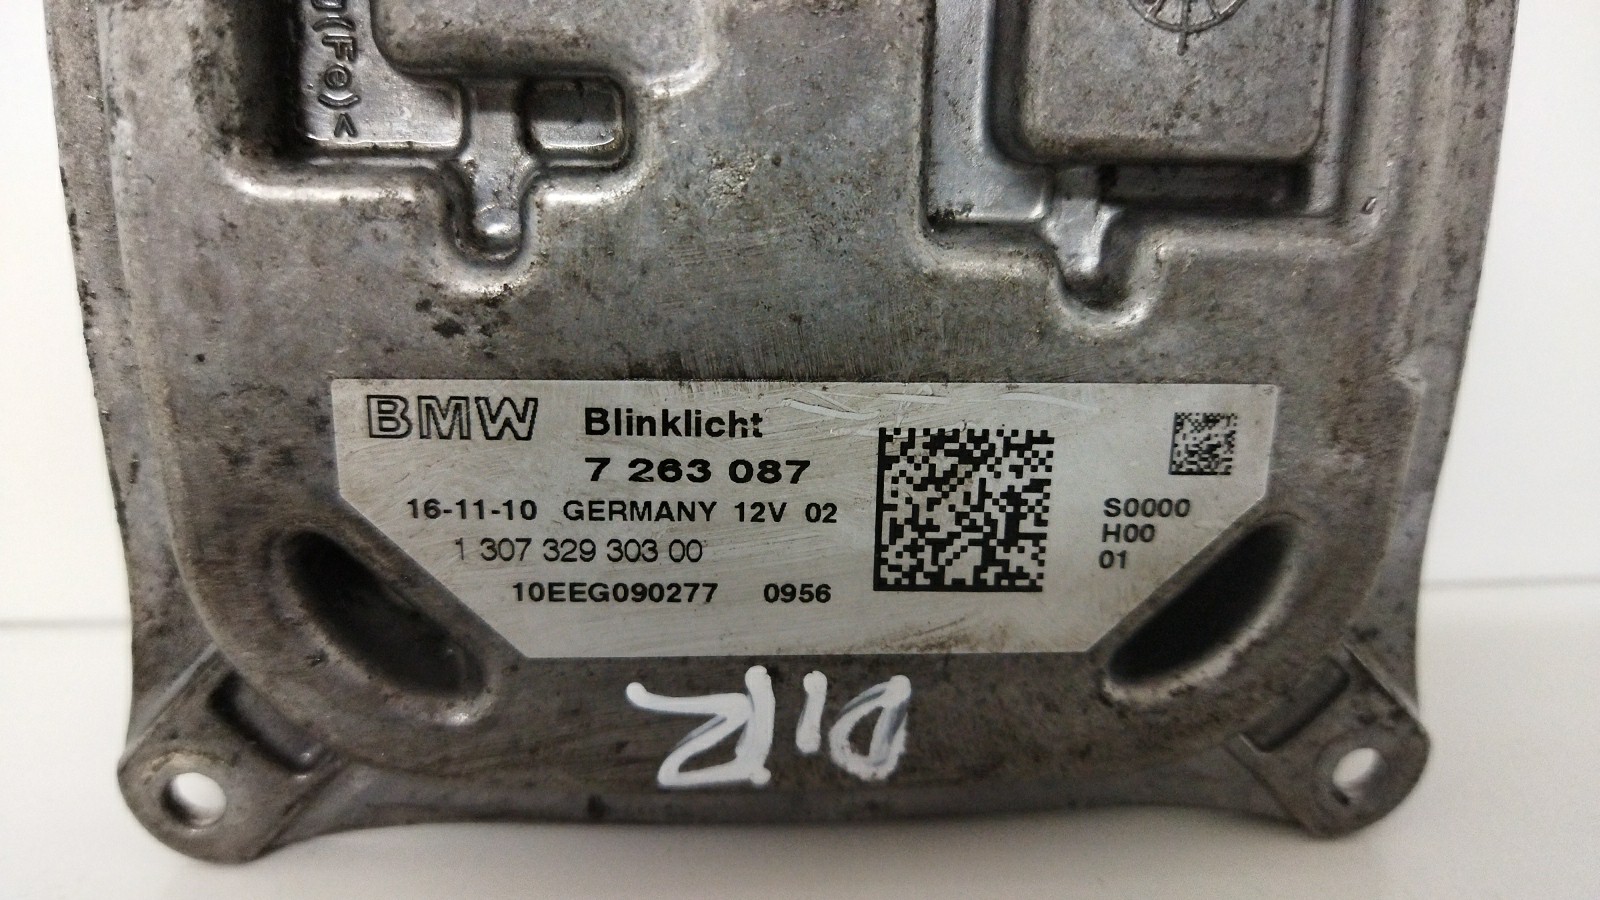 (Fe)<
BMW Blinklicht
7 263 087
16-11-10 GERMANY 12V 02
1 307 329 303 00
10EEG090277 0956
S0000
H00
01
DIR